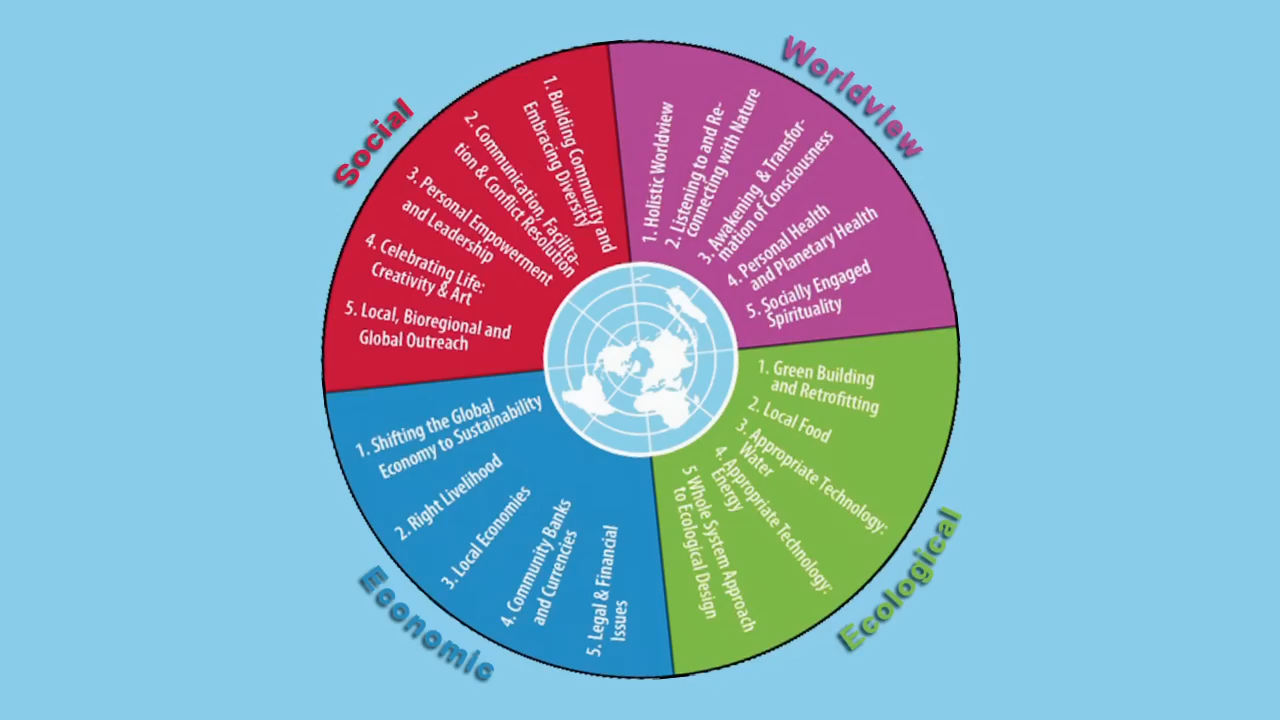 Social
1. Building Community and
Embracing Diversity
2. Communication, Facilita-
tion & Conflict Resolution
3. Personal Empowerment
and Leadership
4. Celebrating Life:
Creativity & Art
5. Local, Bioregional and
Global Outreach
Worldview
1. Holistic Worldview
2. Listening to and Re-
connecting with Nature
3. Awakening & Transfor-
mation of Consciousness
4. Personal Health
and Planetary Health
5. Socially Engaged
Spirituality
Economic
1. Shifting the Global
Economy to Sustainability
2. Right Livelihood
3. Local Economies
4. Community Banks
and Currencies
5. Legal & Financial
Issues
Ecological
1. Green Building
and Retrofitting
2. Local Food
3. Appropriate Technology:
Water
4. Appropriate Technology:
Energy
5 Whole System Approach
to Ecological Design